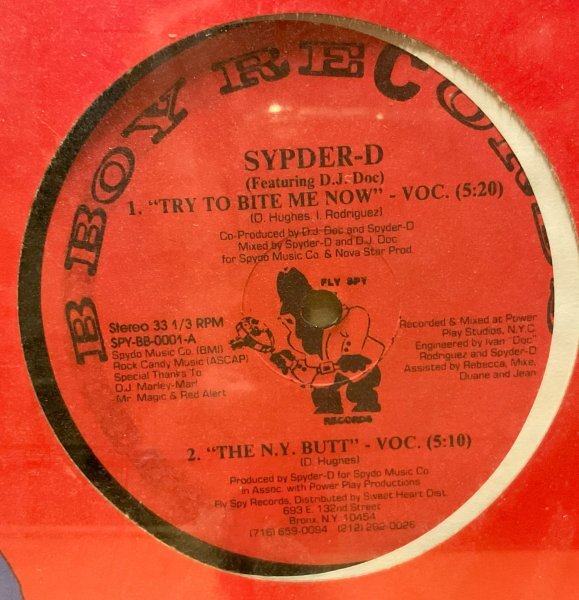 B BOY RECORDS
SYPDER-D
(Featuring D.J. Doc)
1. "TRY TO BITE ME NOW" - VOC. (5:20)
(D. Hughes, I. Rodriguez)
Co-Produced by D.J. Doc and Spyder-D
Mixed by Spyder-D and D.J. Doc
for Spydo Music Co. & Nova Star Prod.
FLY SPY
Stereo 33 1/3 RPM
SPY-BB-0001-A
Spydo Music Co. (BMI)
Rock Candy Music (ASCAP)
Special Thanks To
D.J. Marley-Marl
Mr. Magic & Red Alert
Recorded & Mixed at Power
Play Studios, N.Y.C.
Engineered by Ivan "Doc"
Rodriguez and Spyder-D
Assisted by Rebecca, Mike,
Duane and Jean
RECORDS
2. "THE N.Y. BUTT" - VOC. (5:10)
(D. Hughes)
Produced by Spyder-D for Spydo Music Co.
in Assoc. with Power Play Productions
Fly Spy Records, Distributed by Sweet Heart Dist.
693 E. 132nd Street
Bronx, N.Y. 10454
(716) 659-0094 (212) 292-0026